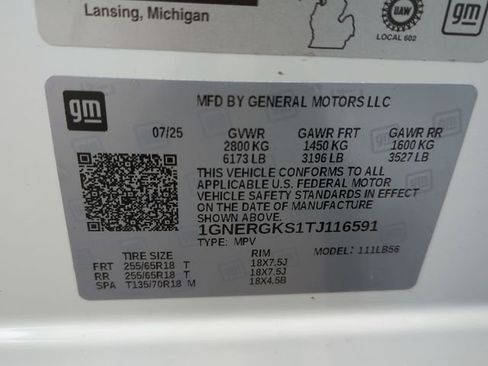 Lansing, Michigan
UAW
LOCAL 602
gm
gm
MFD BY GENERAL MOTORS LLC
07/25 GVWR GAWR FRT GAWR RR
2800 KG 1450 KG 1600 KG
6173 LB 3196 LB 3527 LB
THIS VEHICLE CONFORMS TO ALL
APPLICABLE U.S. FEDERAL MOTOR
VEHICLE SAFETY STANDARDS IN EFFECT
ON THE DATE OF MANUFACTURE SHOWN ABOVE.
1GNERGKS1TJ116591
TYPE: MPV MODEL: 111LB56
TIRE SIZE RIM
FRT 255/65R18 T 18X7.5J
RR 255/65R18 T 18X7.5J
SPA T135/70R18 M 18X4.5B